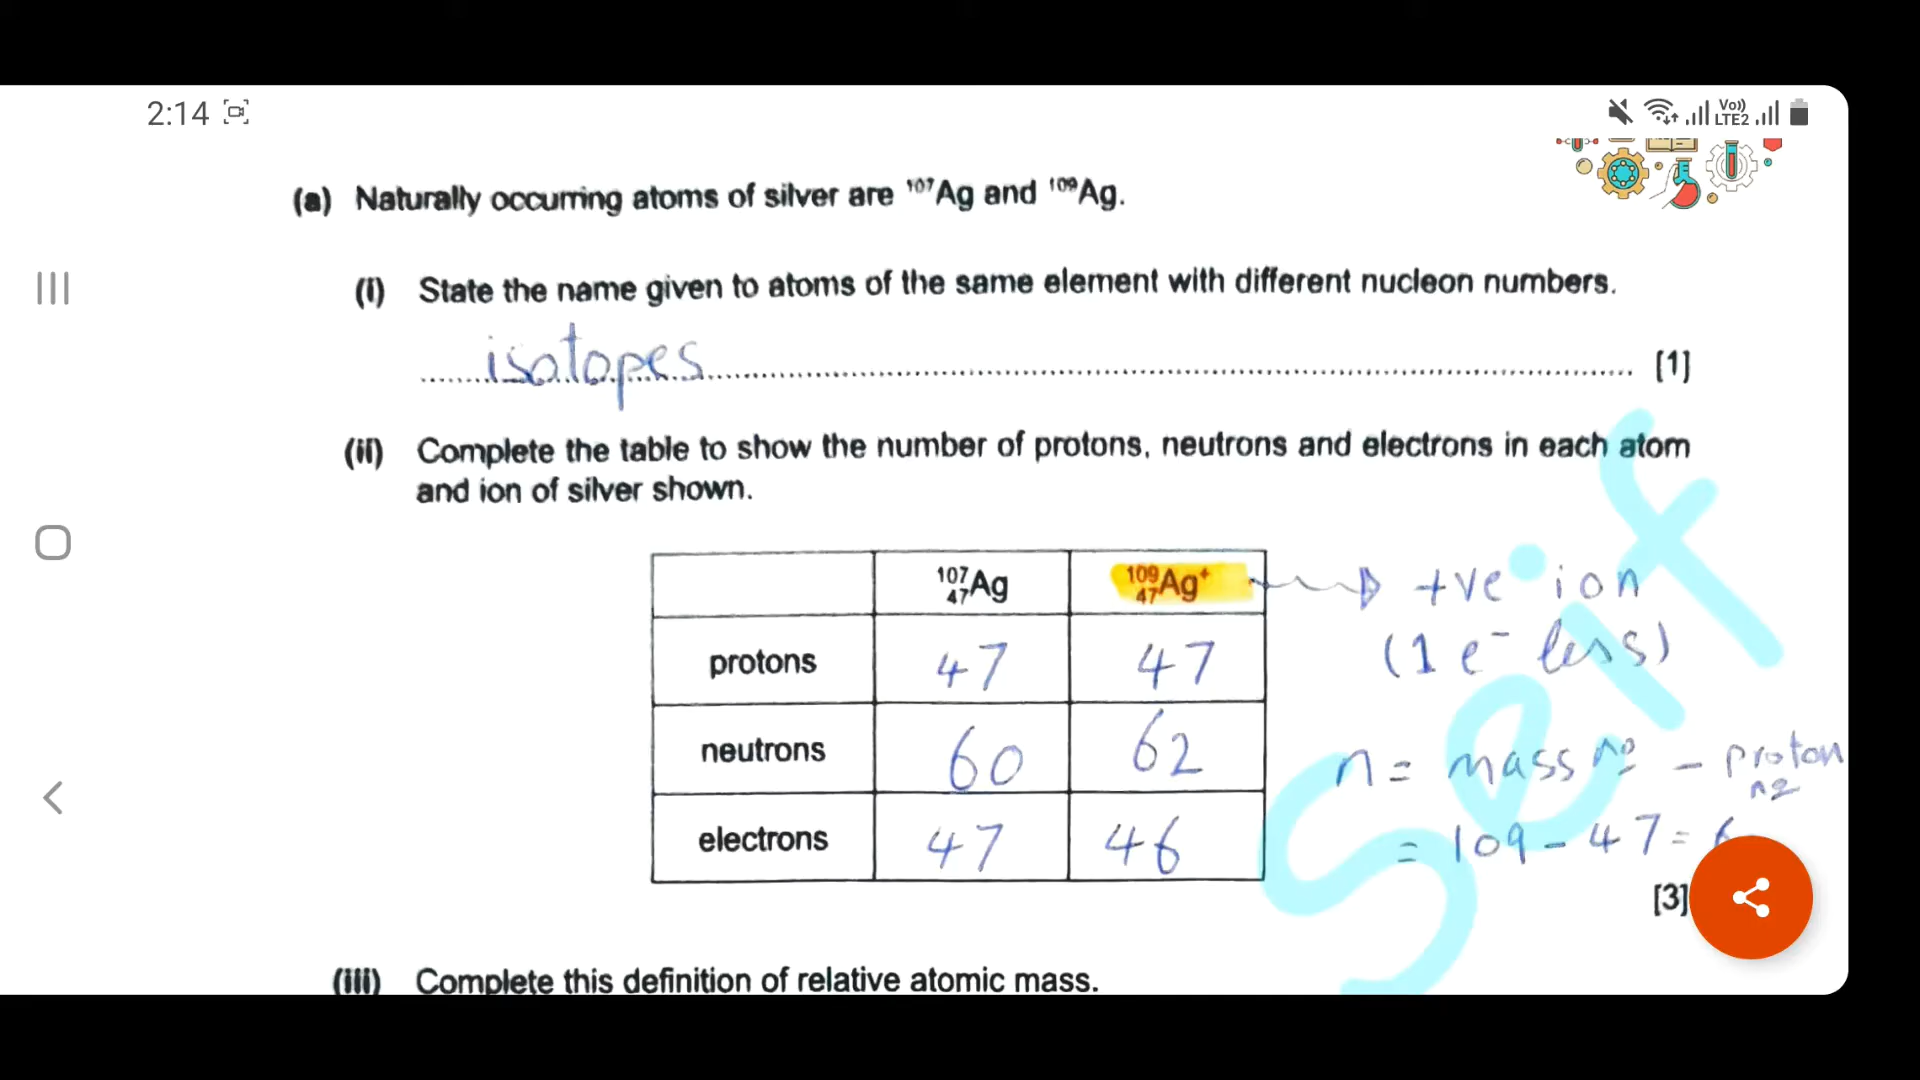 2:14
Vo))
LTE2
(a) Naturally occurring atoms of silver are ¹⁰⁷Ag and ¹⁰⁹Ag.
(i) State the name given to atoms of the same element with different nucleon numbers.
isotopes [1]
(ii) Complete the table to show the number of protons, neutrons and electrons in each atom
and ion of silver shown.
¹⁰⁷₄₇Ag ¹⁰⁹₄₇Ag⁺ +ve ion
(1 e⁻ less)
protons 47 47
neutrons 60 62
n = mass nº - proton
nº
electrons 47 46
= 109 - 47 = 6
[3]
(iii) Complete this definition of relative atomic mass.
Seif